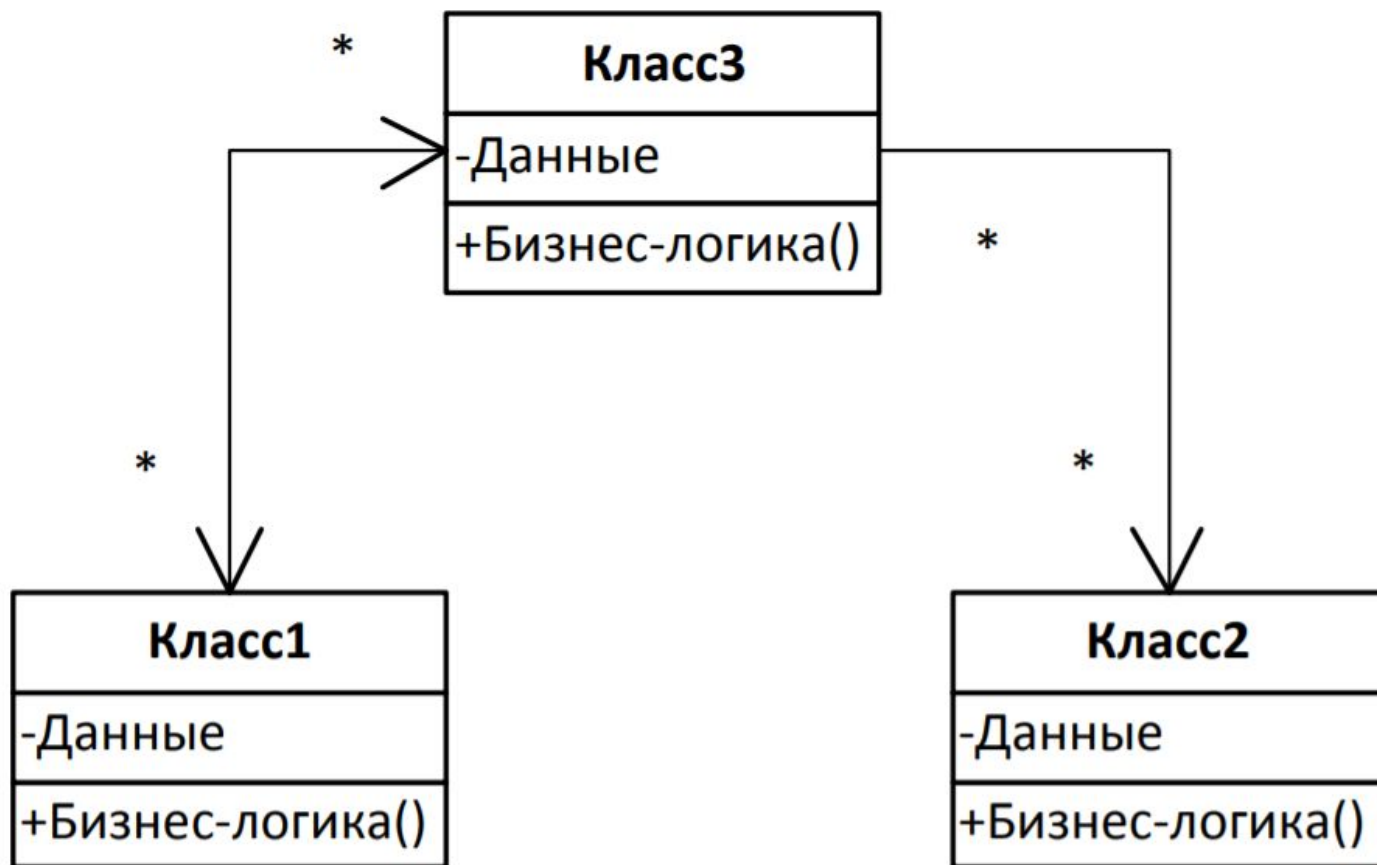 *
Класс3
-Данные
+Бизнес-логика()
*
*
*
Класс1
-Данные
+Бизнес-логика()
Класс2
-Данные
+Бизнес-логика()